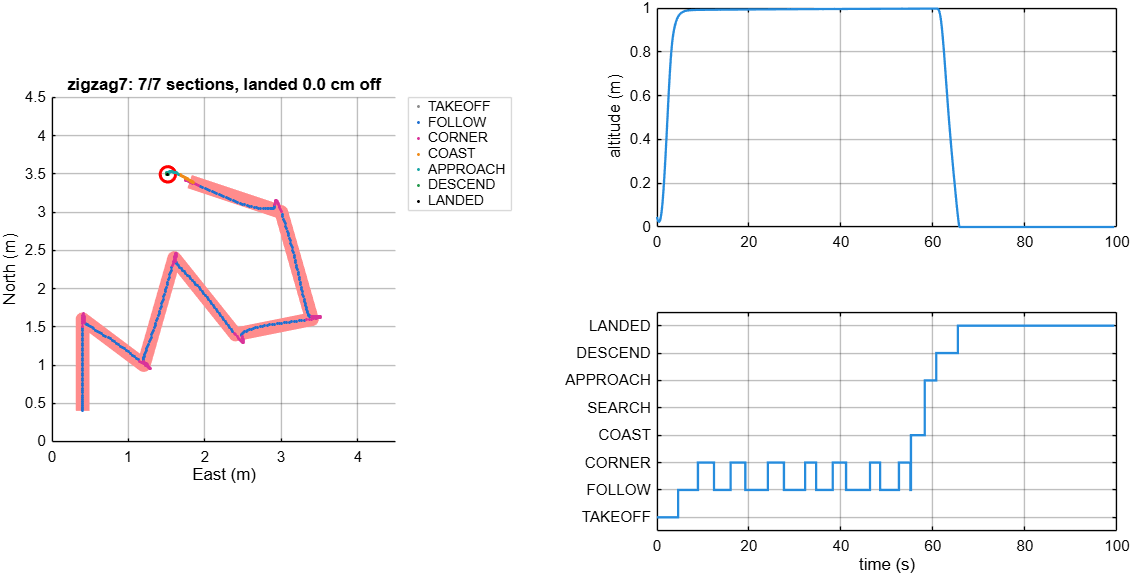 zigzag7: 7/7 sections, landed 0.0 cm off
4.5
4
3.5
3
2.5
2
1.5
1
0.5
0
0
1
2
3
4
North (m)
East (m)
TAKEOFF
FOLLOW
CORNER
COAST
APPROACH
DESCEND
LANDED
1
0.8
0.6
0.4
0.2
0
altitude (m)
0
20
40
60
80
100
LANDED
DESCEND
APPROACH
SEARCH
COAST
CORNER
FOLLOW
TAKEOFF
0
20
40
60
80
100
time (s)